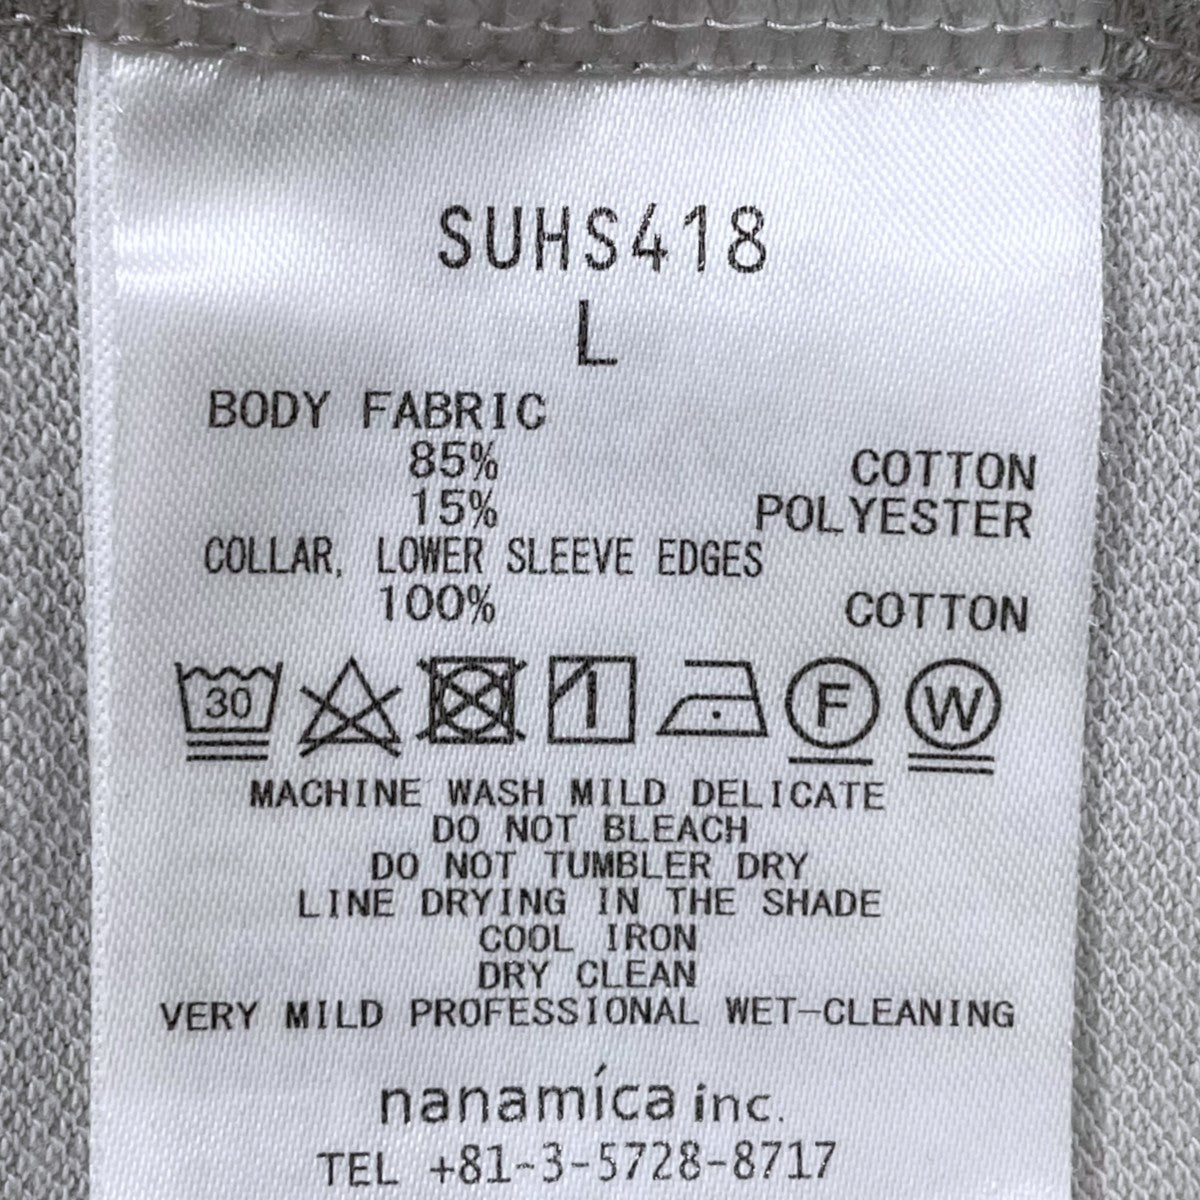 SUHS418
L
BODY FABRIC
85% COTTON
15% POLYESTER
COLLAR, LOWER SLEEVE EDGES
100% COTTON
30 F W
MACHINE WASH MILD DELICATE
DO NOT BLEACH
DO NOT TUMBLER DRY
LINE DRYING IN THE SHADE
COOL IRON
DRY CLEAN
VERY MILD PROFESSIONAL WET-CLEANING
nanamíca inc.
TEL +81-3-5728-8717